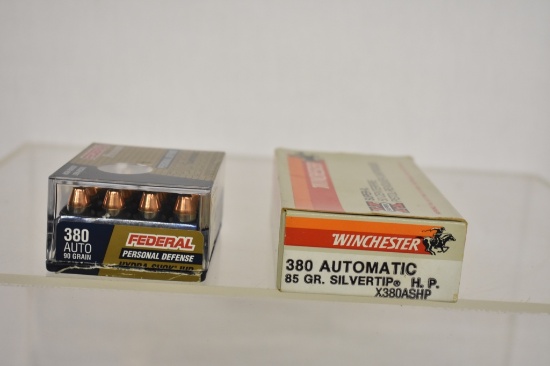 380
AUTO
90 GRAIN
FEDERAL
PERSONAL DEFENSE
WINCHESTER
380 AUTOMATIC
85 GR. SILVERTIP® H.P.
X380ASHP